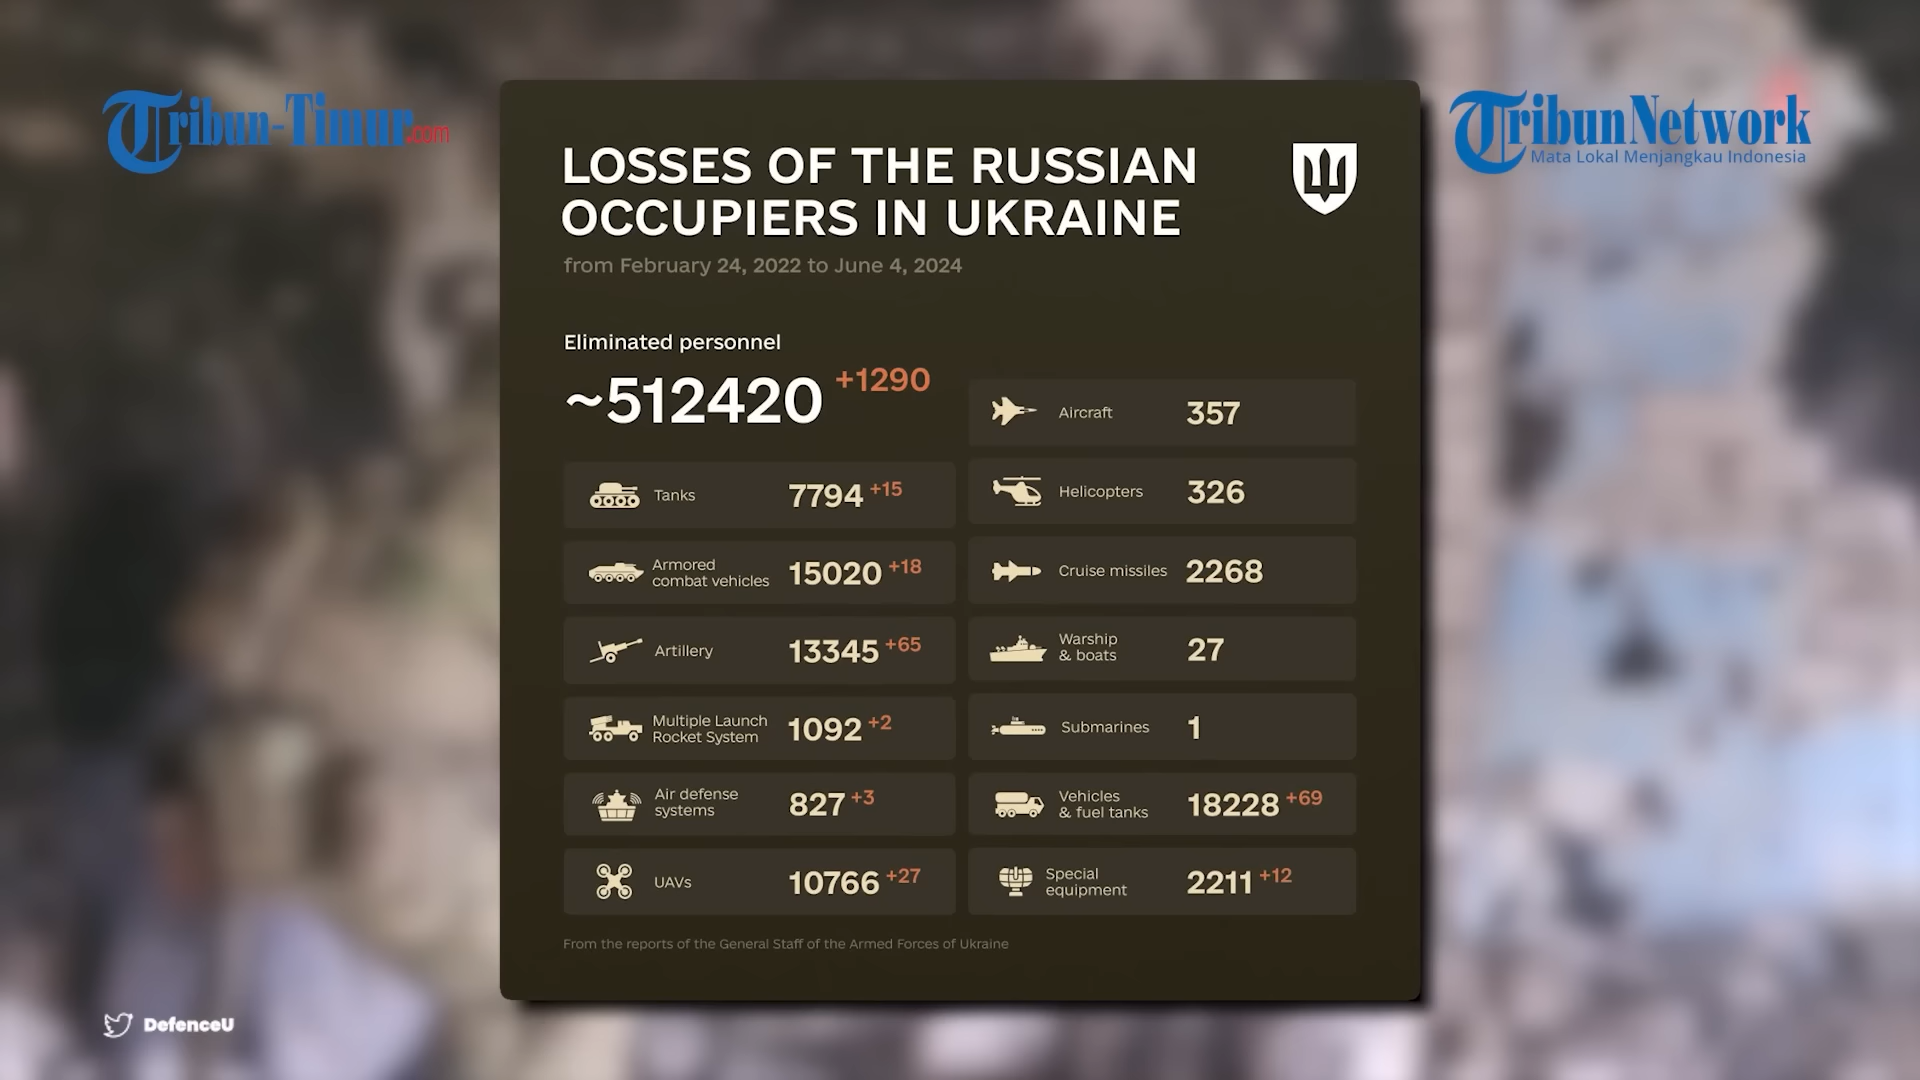 Tribun-Timur.com
TribunNetwork
Mata Lokal Menjangkau Indonesia
LOSSES OF THE RUSSIAN
OCCUPIERS IN UKRAINE
from February 24, 2022 to June 4, 2024
Eliminated personnel
~512420 +1290
Tanks 7794 +15
Armored
combat vehicles 15020 +18
Artillery 13345 +65
Multiple Launch
Rocket System 1092 +2
Air defense
systems 827 +3
UAVs 10766 +27
Aircraft 357
Helicopters 326
Cruise missiles 2268
Warship
& boats 27
Submarines 1
Vehicles
& fuel tanks 18228 +69
Special
equipment 2211 +12
From the reports of the General Staff of the Armed Forces of Ukraine
DefenceU